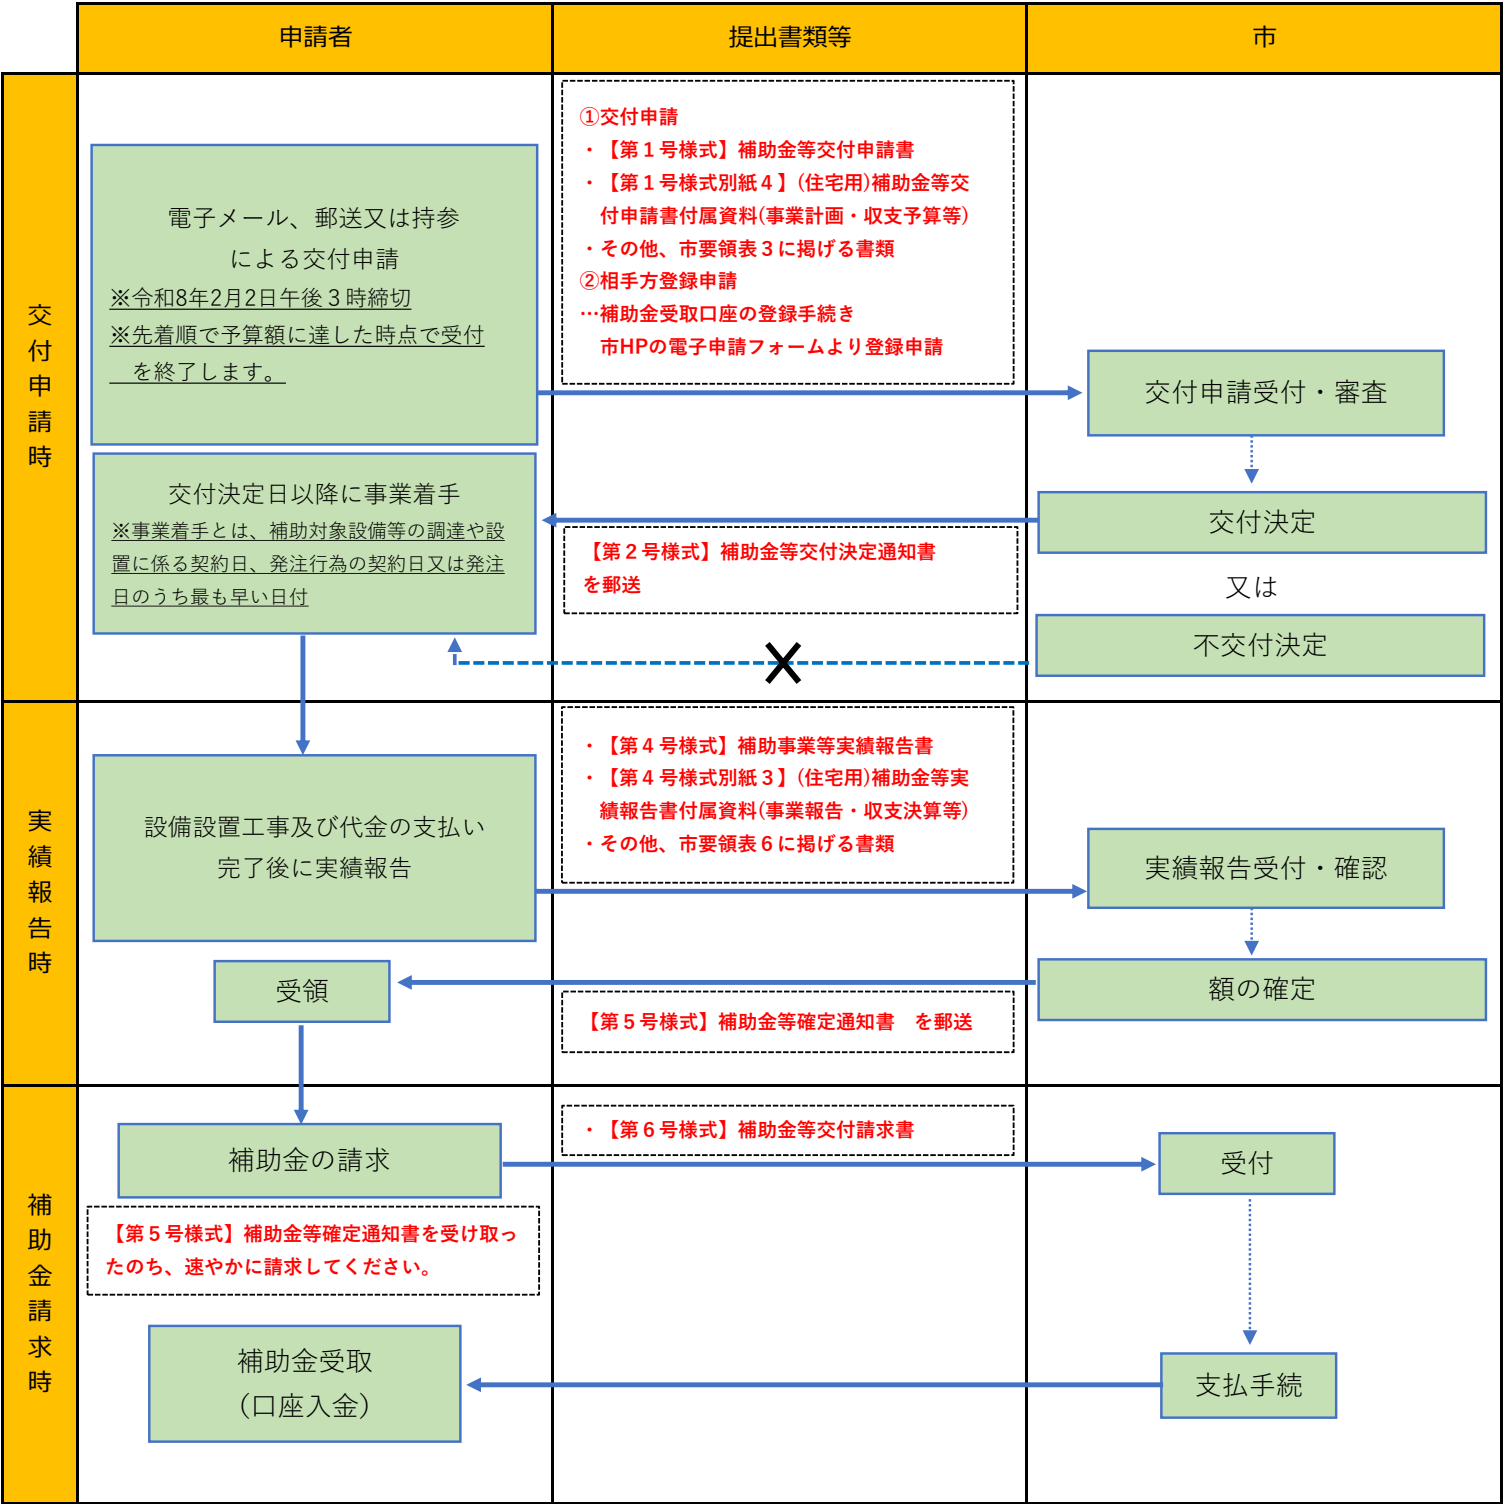 申請者
提出書類等
市
交付申請時
電子メール、郵送又は持参
による交付申請
※令和8年2月2日午後３時締切
※先着順で予算額に達した時点で受付
を終了します。
①交付申請
・【第１号様式】補助金等交付申請書
・【第１号様式別紙４】(住宅用)補助金等交
付申請書付属資料(事業計画・収支予算等)
・その他、市要領表３に掲げる書類
②相手方登録申請
…補助金受取口座の登録手続き
市HPの電子申請フォームより登録申請
交付申請受付・審査
交付決定日以降に事業着手
※事業着手とは、補助対象設備等の調達や設
置に係る契約日、発注行為の契約日又は発注
日のうち最も早い日付
【第２号様式】補助金等交付決定通知書
を郵送
交付決定
又は
不交付決定
実績報告時
設備設置工事及び代金の支払い
完了後に実績報告
・【第４号様式】補助事業等実績報告書
・【第４号様式別紙３】(住宅用)補助金等実
績報告書付属資料(事業報告・収支決算等)
・その他、市要領表６に掲げる書類
実績報告受付・確認
受領
【第５号様式】補助金等確定通知書　を郵送
額の確定
補助金請求時
補助金の請求
・【第６号様式】補助金等交付請求書
受付
【第５号様式】補助金等確定通知書を受け取っ
たのち、速やかに請求してください。
補助金受取
（口座入金）
支払手続